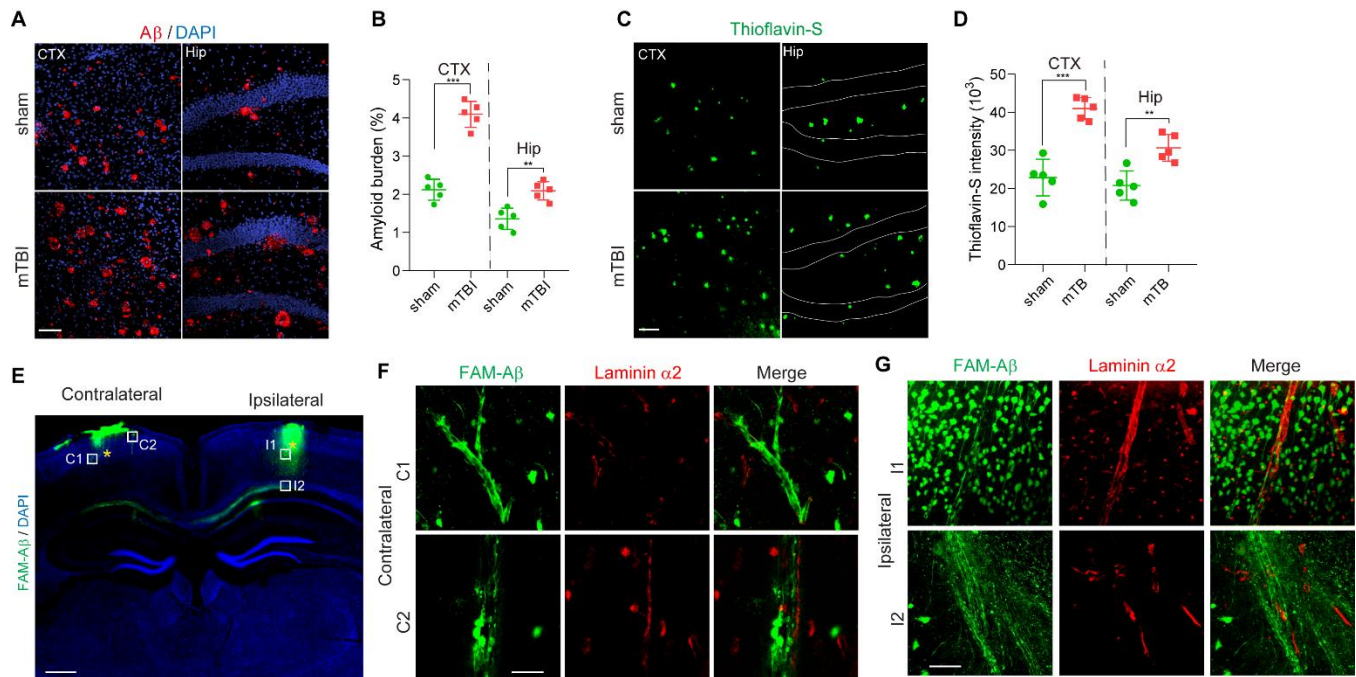 A
Aβ / DAPI
CTX
Hip
sham
mTBI
B
Amyloid burden (%)
5
4
3
2
1
0
CTX
***
Hip
**
sham
mTBI
sham
mTBI
C
Thioflavin-S
CTX
Hip
sham
mTBI
D
Thioflavin-S intensity (10³)
50
40
30
20
10
0
CTX
***
Hip
**
sham
mTB
sham
mTB
E
Contralateral
Ipsilateral
C2
C1
*
I1
*
I2
FAM-Aβ / DAPI
F
FAM-Aβ
Laminin α2
Merge
Contralateral
C1
C2
G
FAM-Aβ
Laminin α2
Merge
Ipsilateral
I1
I2